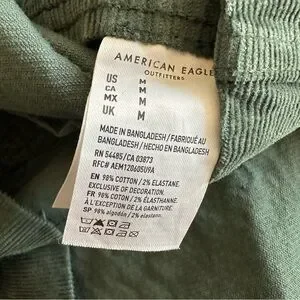 AMERICAN EAGLE
OUTFITTERS
US M
CA M
MX M
UK M
MADE IN BANGLADESH / FABRIQUÉ AU
BANGLADESH / HECHO EN BANGLADESH
RN 54485/CA 03873
RFC# AEM120605U9A
EN 98% COTTON / 2% ELASTANE.
EXCLUSIVE OF DECORATION.
FR 98% COTON / 2% ÉLASTHANNE.
À L'EXCEPTION DE LA GARNITURE.
SP 98% algodón / 2% elastane.